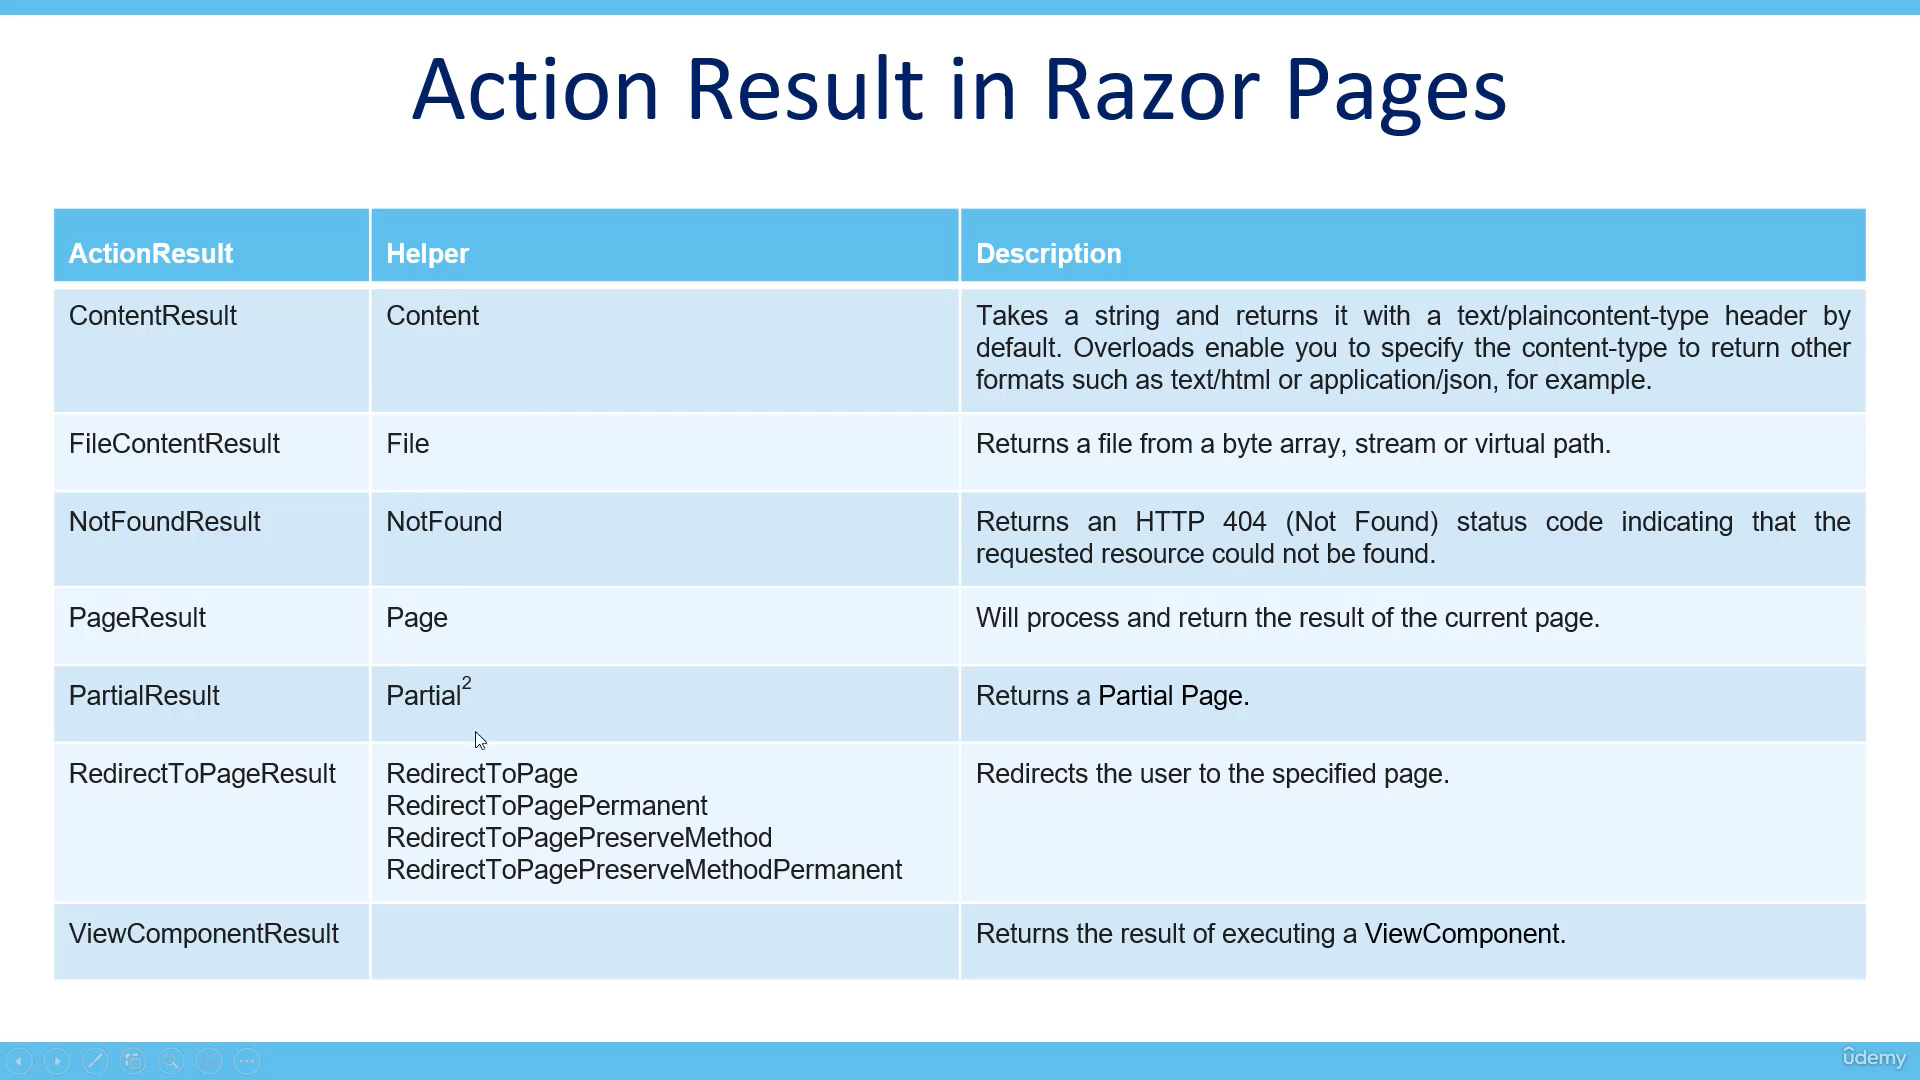 Action Result in Razor Pages
ActionResult
Helper
Description
ContentResult
Content
Takes a string and returns it with a text/plaincontent-type header by
default. Overloads enable you to specify the content-type to return other
formats such as text/html or application/json, for example.
FileContentResult
File
Returns a file from a byte array, stream or virtual path.
NotFoundResult
NotFound
Returns an HTTP 404 (Not Found) status code indicating that the
requested resource could not be found.
PageResult
Page
Will process and return the result of the current page.
PartialResult
Partial²
Returns a Partial Page.
RedirectToPageResult
RedirectToPage
RedirectToPagePermanent
RedirectToPagePreserveMethod
RedirectToPagePreserveMethodPermanent
Redirects the user to the specified page.
ViewComponentResult
Returns the result of executing a ViewComponent.
ûdemy